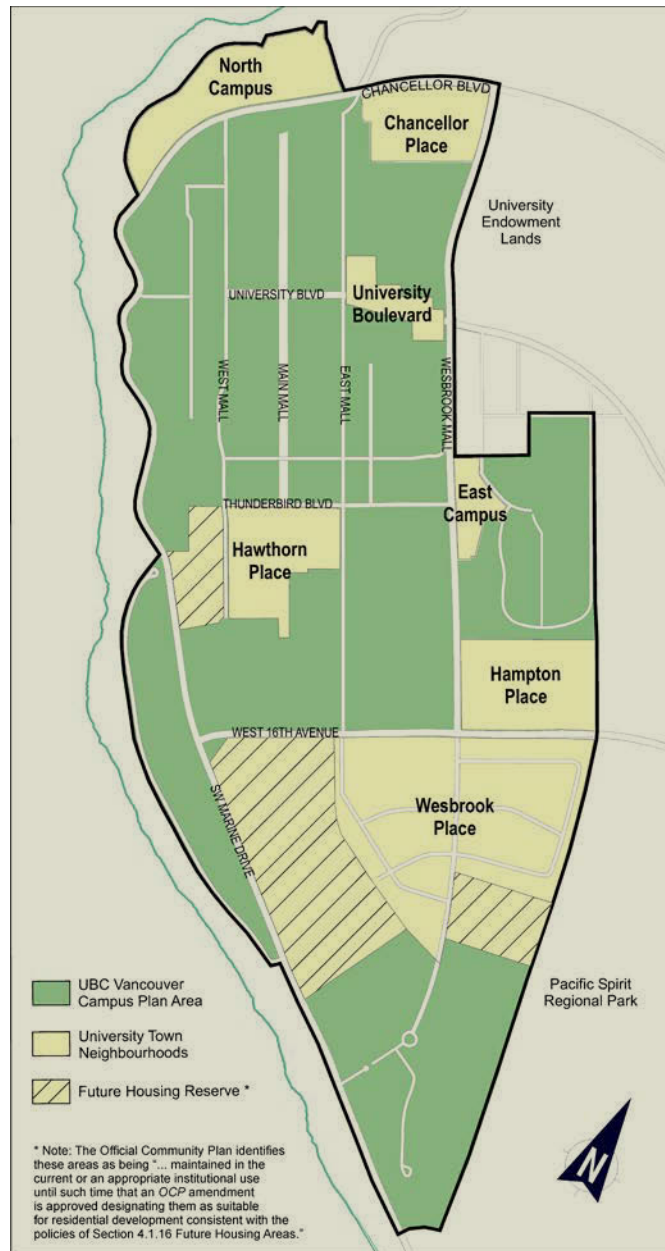 North
Campus
CHANCELLOR BLVD
Chancellor
Place
University
Endowment
Lands
UNIVERSITY BLVD
University
Boulevard
WEST MALL
MAIN MALL
EAST MALL
WESBROOK MALL
THUNDERBIRD BLVD
East
Campus
Hawthorn
Place
Hampton
Place
WEST 16TH AVENUE
SW MARINE DRIVE
Wesbrook
Place
Pacific Spirit
Regional Park
UBC Vancouver
Campus Plan Area
University Town
Neighbourhoods
Future Housing Reserve *
* Note: The Official Community Plan identifies
these areas as being "... maintained in the
current or an appropriate institutional use
until such time that an OCP amendment
is approved designating them as suitable
for residential development consistent with the
policies of Section 4.1.16 Future Housing Areas."
N